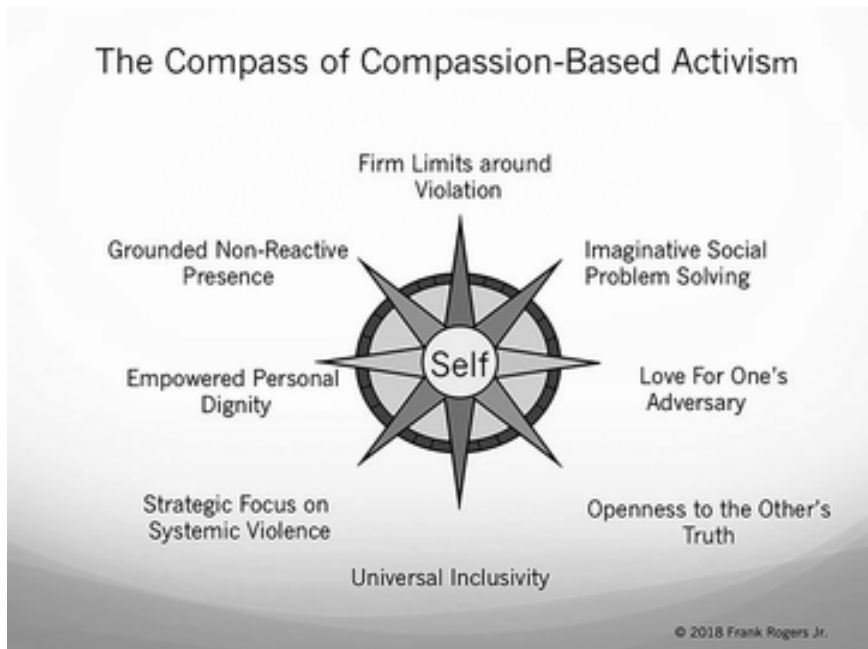 The Compass of Compassion-Based Activism
Firm Limits around
Violation
Grounded Non-Reactive
Presence
Imaginative Social
Problem Solving
Self
Empowered Personal
Dignity
Love For One's
Adversary
Strategic Focus on
Systemic Violence
Openness to the Other's
Truth
Universal Inclusivity
© 2018 Frank Rogers Jr.